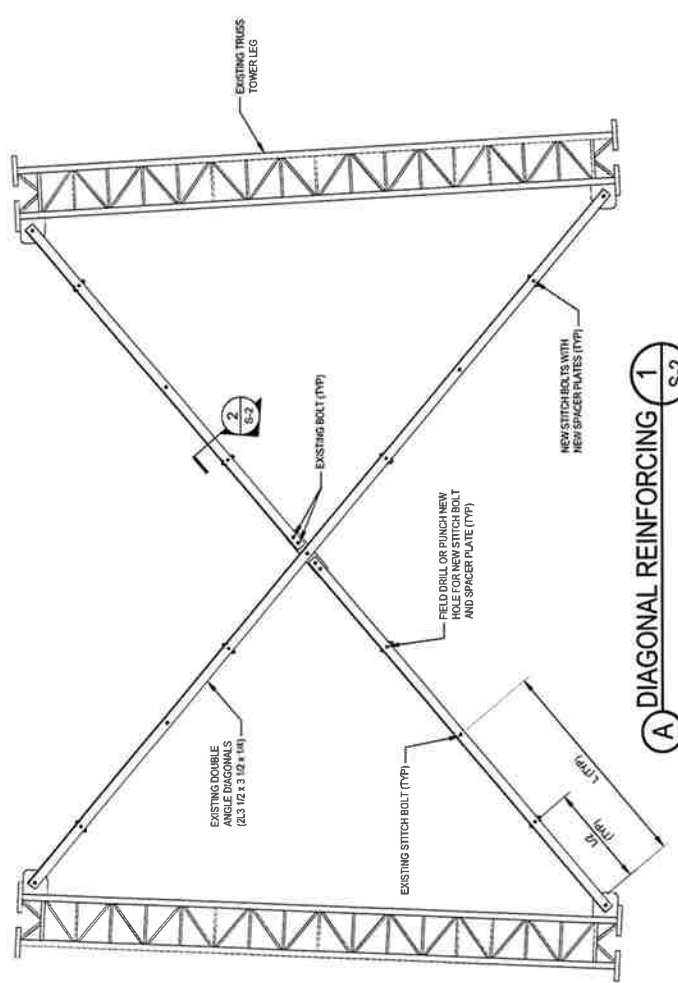 EXISTING TRUSS
TOWER LEG
2
S-2
EXISTING BOLT (TYP)
NEW STITCH BOLTS WITH
NEW SPACER PLATES (TYP)
FIELD DRILL OR PUNCH NEW
HOLE FOR NEW STITCH BOLT
AND SPACER PLATE (TYP)
EXISTING DOUBLE
ANGLE DIAGONALS
(2L3 1/2 x 3 1/2 x 1/4)
EXISTING STITCH BOLT (TYP)
L (TYP)
L/2
(TYP)
A
DIAGONAL REINFORCING
1
S-2